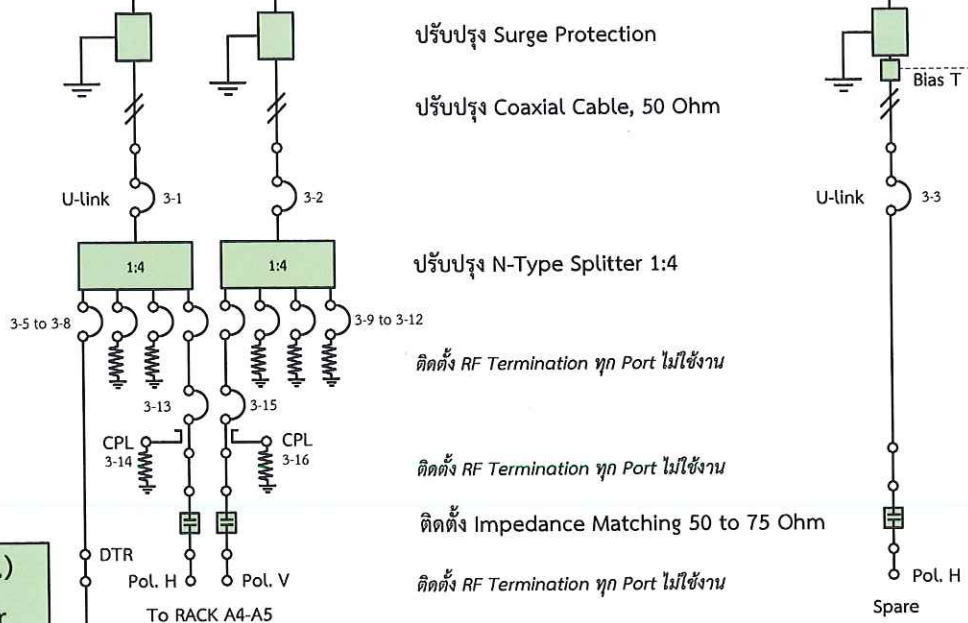 ปรับปรุง Surge Protection
Bias T
ปรับปรุง Coaxial Cable, 50 Ohm
U-link 3-1 3-2 U-link 3-3
1:4 1:4 ปรับปรุง N-Type Splitter 1:4
3-5 to 3-8 3-9 to 3-12
ติดตั้ง RF Termination ทุก Port ไม่ใช้งาน
3-13 3-15
CPL CPL
3-14 3-16
ติดตั้ง RF Termination ทุก Port ไม่ใช้งาน
ติดตั้ง Impedance Matching 50 to 75 Ohm
DTR
Pol. H Pol. V ติดตั้ง RF Termination ทุก Port ไม่ใช้งาน Pol. H
To RACK A4-A5 Spare